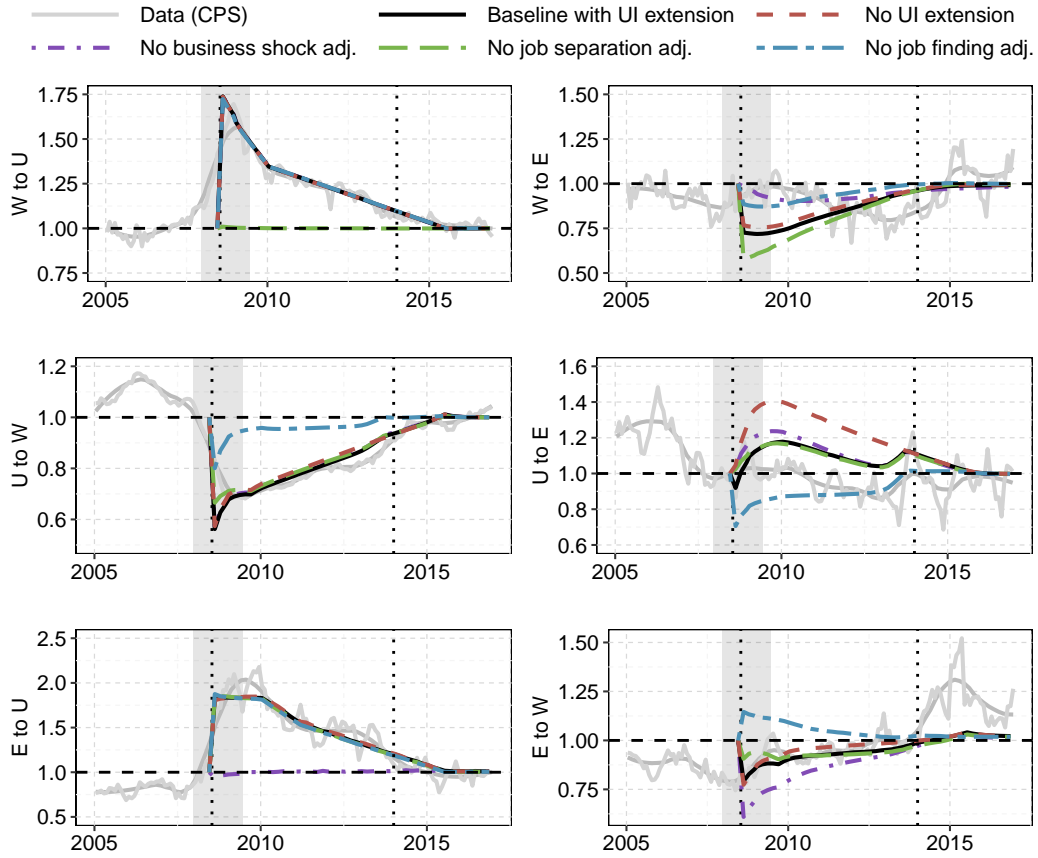 Data (CPS) Baseline with UI extension No UI extension
No business shock adj. No job separation adj. No job finding adj.
W to U
1.75
1.50
1.25
1.00
0.75
2005 2010 2015
W to E
1.50
1.25
1.00
0.75
0.50
2005 2010 2015
U to W
1.2
1.0
0.8
0.6
2005 2010 2015
U to E
1.6
1.4
1.2
1.0
0.8
0.6
2005 2010 2015
E to U
2.5
2.0
1.5
1.0
0.5
2005 2010 2015
E to W
1.50
1.25
1.00
0.75
2005 2010 2015